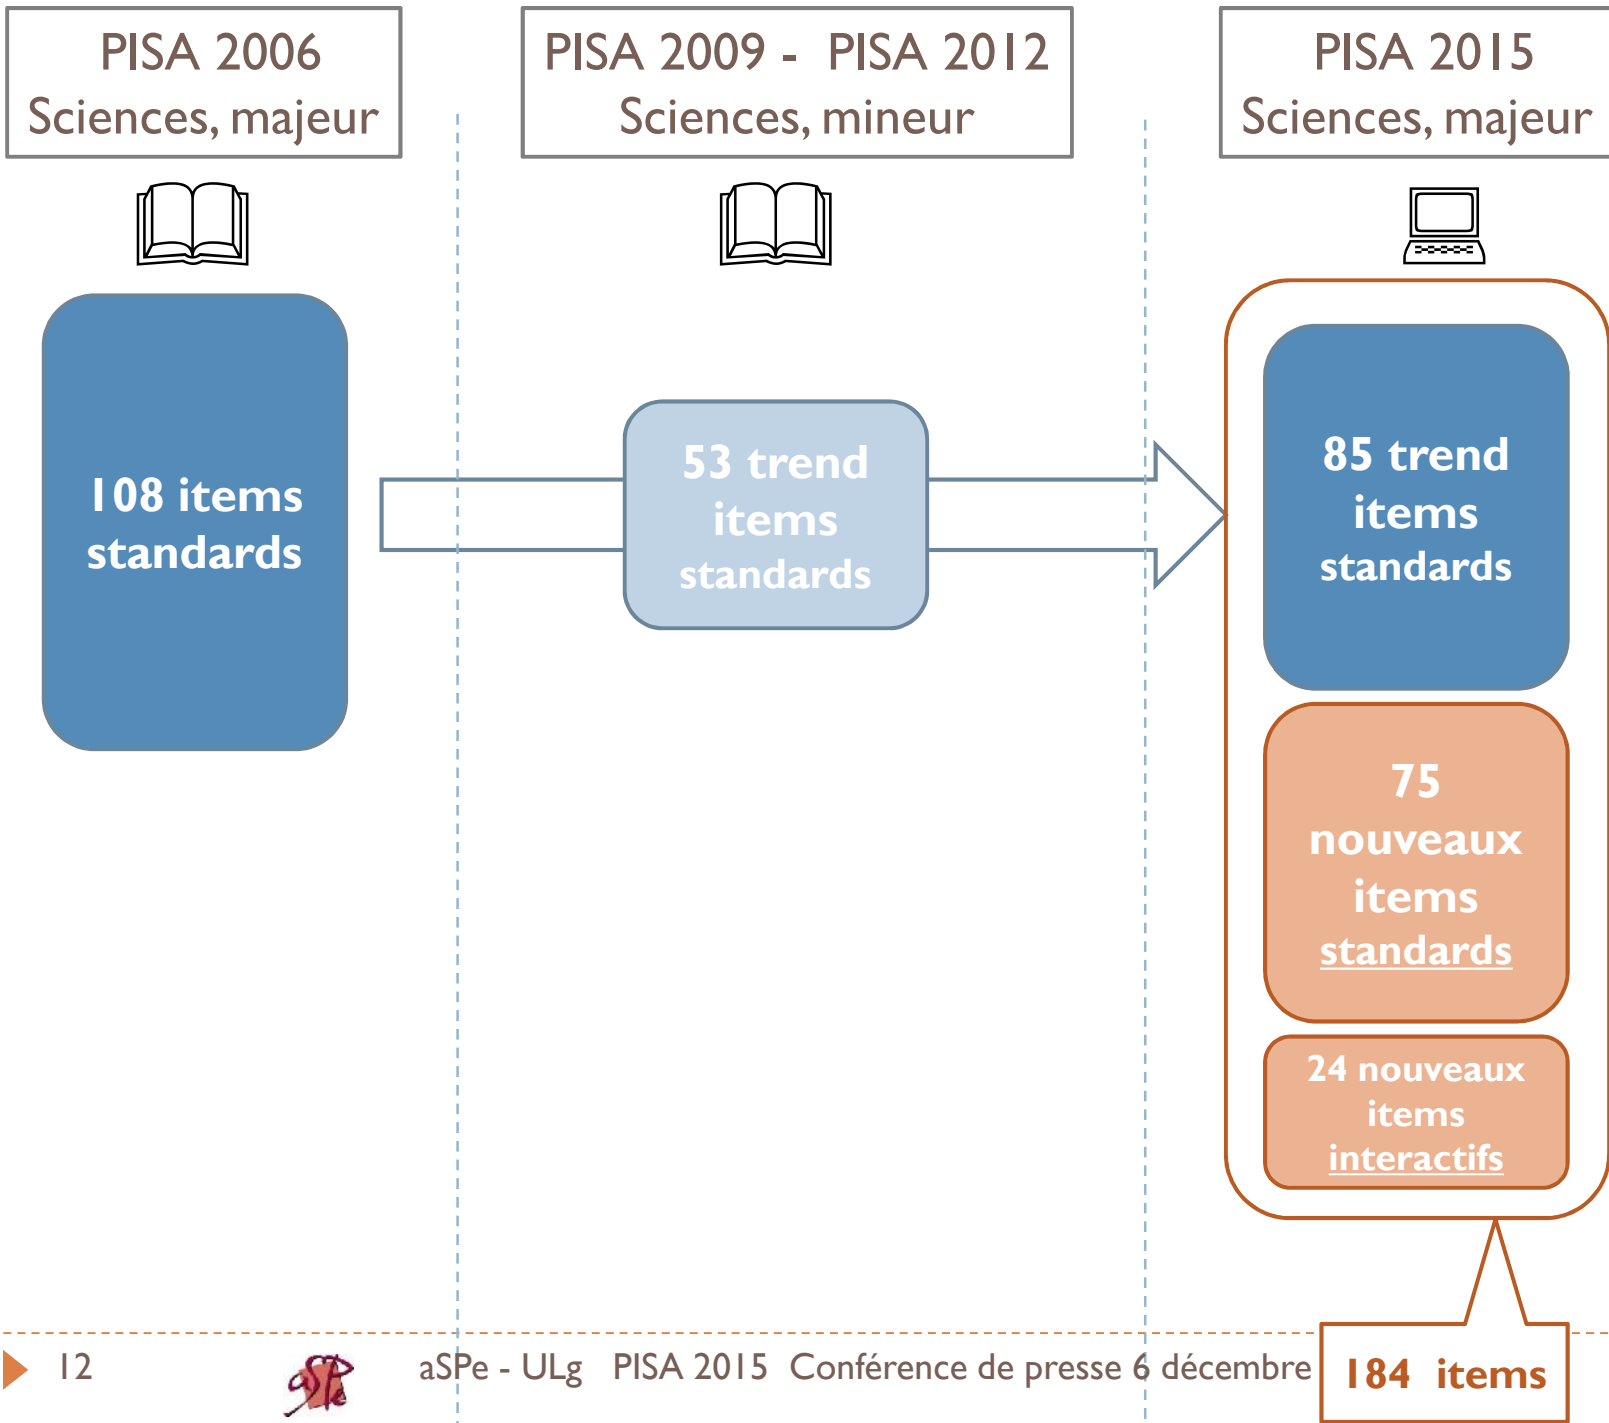 PISA 2006
Sciences, majeur
PISA 2009 - PISA 2012
Sciences, mineur
PISA 2015
Sciences, majeur
108 items
standards
53 trend
items
standards
85 trend
items
standards
75
nouveaux
items
standards
24 nouveaux
items
interactifs
12
aSPe
aSPe - ULg PISA 2015 Conférence de presse 6 décembre
184 items